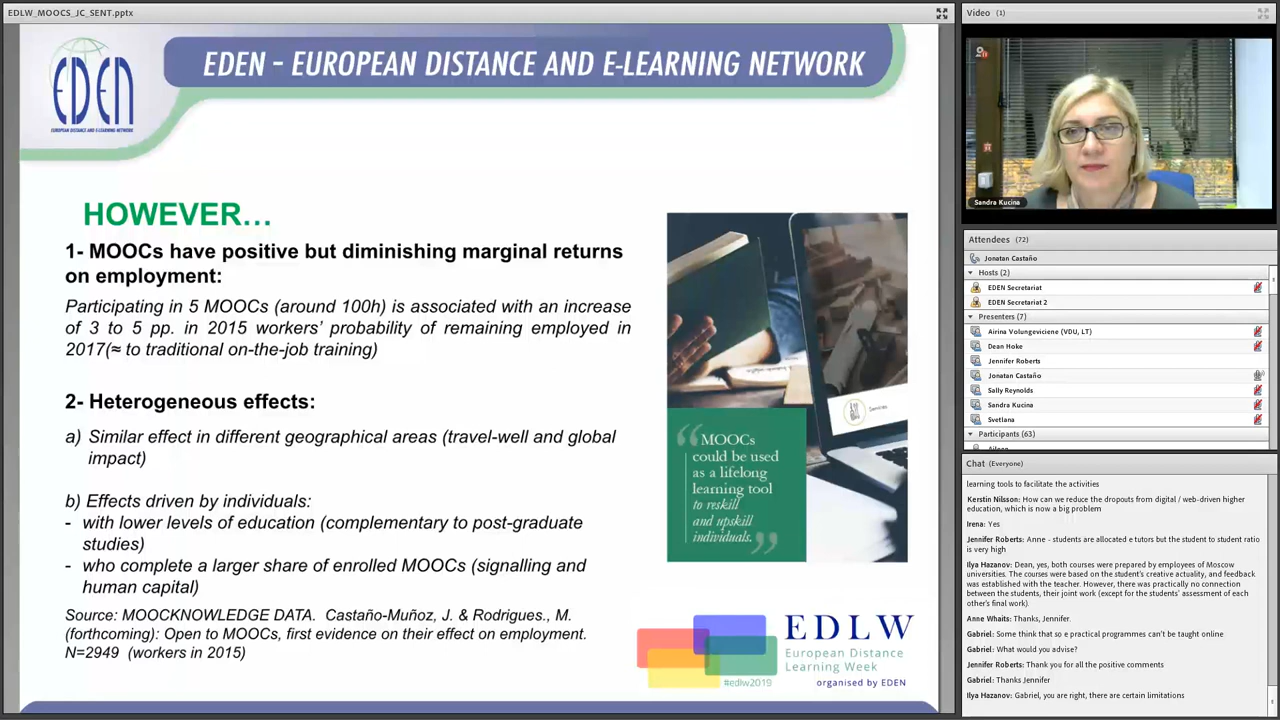 EDLW_MOOCS_JC_SENT.pptx
EDEN – EUROPEAN DISTANCE AND E-LEARNING NETWORK
EDEN
EUROPEAN DISTANCE AND E-LEARNING NETWORK
HOWEVER…
1- MOOCs have positive but diminishing marginal returns
on employment:
Participating in 5 MOOCs (around 100h) is associated with an increase
of 3 to 5 pp. in 2015 workers’ probability of remaining employed in
2017(≈ to traditional on-the-job training)
2- Heterogeneous effects:
a) Similar effect in different geographical areas (travel-well and global
impact)
b) Effects driven by individuals:
- with lower levels of education (complementary to post-graduate
studies)
- who complete a larger share of enrolled MOOCs (signalling and
human capital)
Source: MOOCKNOWLEDGE DATA. Castaño-Muñoz, J. & Rodrigues., M.
(forthcoming): Open to MOOCs, first evidence on their effect on employment.
N=2949 (workers in 2015)
“MOOCs
could be used
as a lifelong
learning tool
to reskill
and upskill
individuals.”
EDLW
European Distance
Learning Week
#edlw2019
organised by EDEN
Video (1)
Sandra Kucina
Attendees (72)
Jonatan Castaño
Hosts (2)
EDEN Secretariat
EDEN Secretariat 2
Presenters (7)
Airina Volungeviciene (VDU, LT)
Dean Hoke
Jennifer Roberts
Jonatan Castaño
Sally Reynolds
Sandra Kucina
Svetlana
Participants (63)
Chat (Everyone)
learning tools to facilitate the activities
Kerstin Nilsson: How can we reduce the dropouts from digital / web-driven higher
education, which is now a big problem
Irena: Yes
Jennifer Roberts: Anne - students are allocated e tutors but the student to student ratio
is very high
Ilya Hazanov: Dean, yes, both courses were prepared by employees of Moscow
universities. The courses were based on the student's creative actuality, and feedback
was established with the teacher. However, there was practically no connection
between the students, their joint work (except for the students' assessment of each
other's final work).
Anne Whaits: Thanks, Jennifer.
Gabriel: Some think that so e practical programmes can't be taught online
Gabriel: What would you advise?
Jennifer Roberts: Thank you for all the positive comments
Gabriel: Thanks Jennifer
Ilya Hazanov: Gabriel, you are right, there are certain limitations